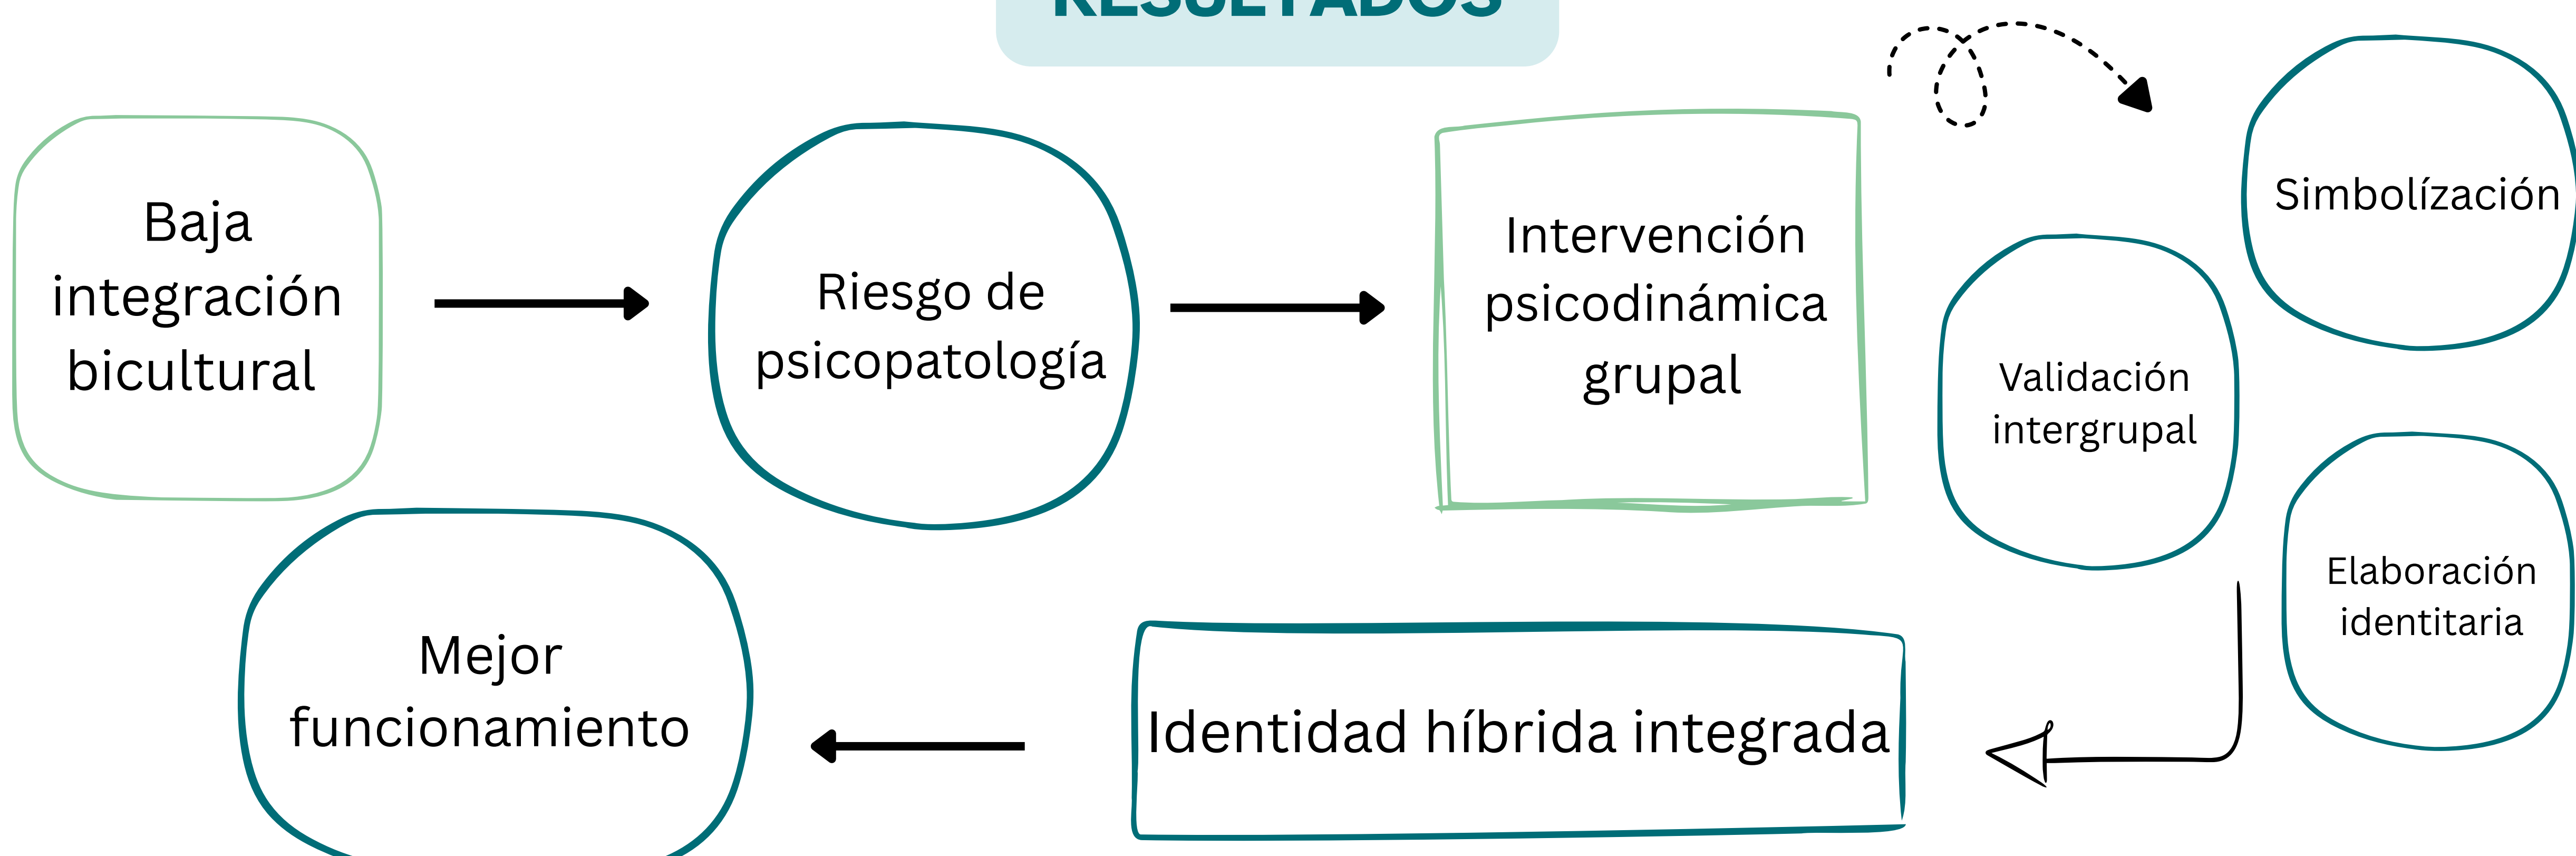 RESULTADOS
Baja
integración
bicultural
Riesgo de
psicopatología
Intervención
psicodinámica
grupal
Simbolízación
Validación
intergrupal
Elaboración
identitaria
Identidad híbrida integrada
Mejor
funcionamiento